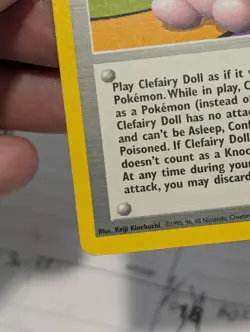 Play Clefairy Doll as if it
Pokémon. While in play,
as a Pokémon (instead
Clefairy Doll has no attac
and can't be Asleep, Conf
Poisoned. If Clefairy Doll
doesn't count as a Knoc
At any time during your
attack, you may discard
Illus. Keiji Kinebuchi ©1995, 96, 98 Nintendo, Creature